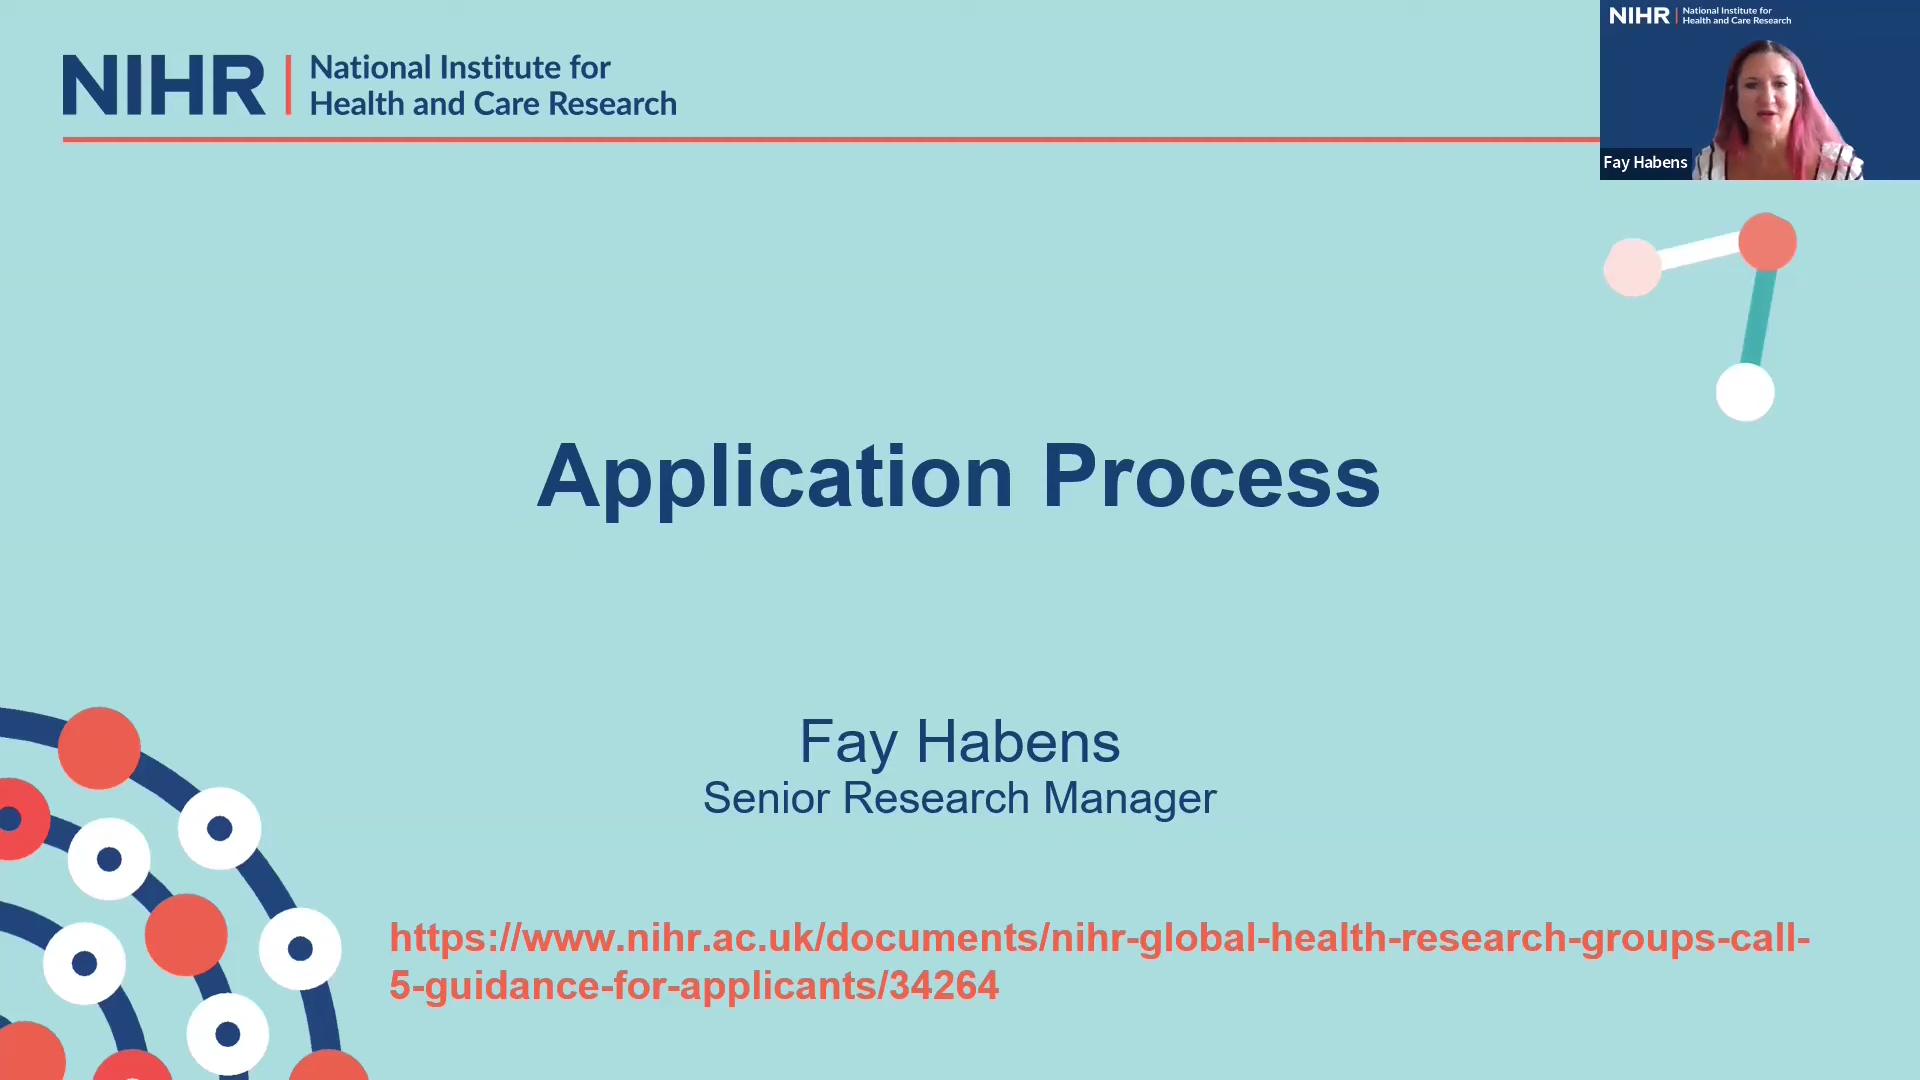 NIHR | National Institute for
Health and Care Research
NIHR | National Institute for
Health and Care Research
Fay Habens
Application Process
Fay Habens
Senior Research Manager
https://www.nihr.ac.uk/documents/nihr-global-health-research-groups-call-
5-guidance-for-applicants/34264